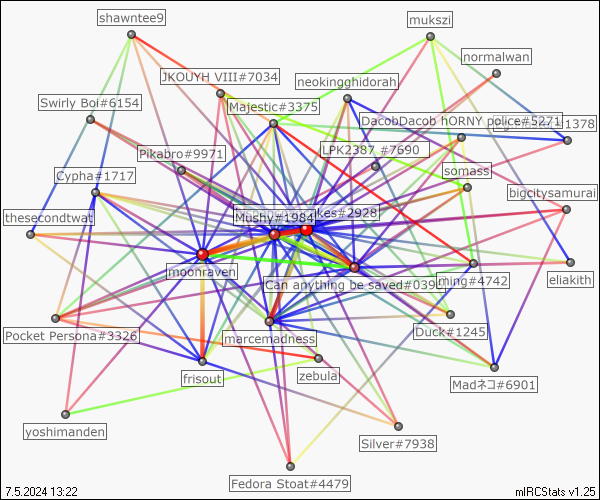 shawntee9
mukszi
normalwan
JKOUYH VIII#7034
neokingghidorah
Swirly Boi#6154
Majestic#3375
DacobDacob hORNY police#5271
1378
Pikabro#9971
LPK2387 #7690
Cypha#1717
somass
bigcitysamurai
thesecondtwat
Mushy#1984
kes#2928
moonraven
Can anything be saved#039
ming#4742
eliakith
Pocket Persona#3326
marcemadness
Duck#1245
frisout
zebula
Madネコ#6901
yoshimanden
Silver#7938
Fedora Stoat#4479
7.5.2024 13:22
mIRCStats v1.25